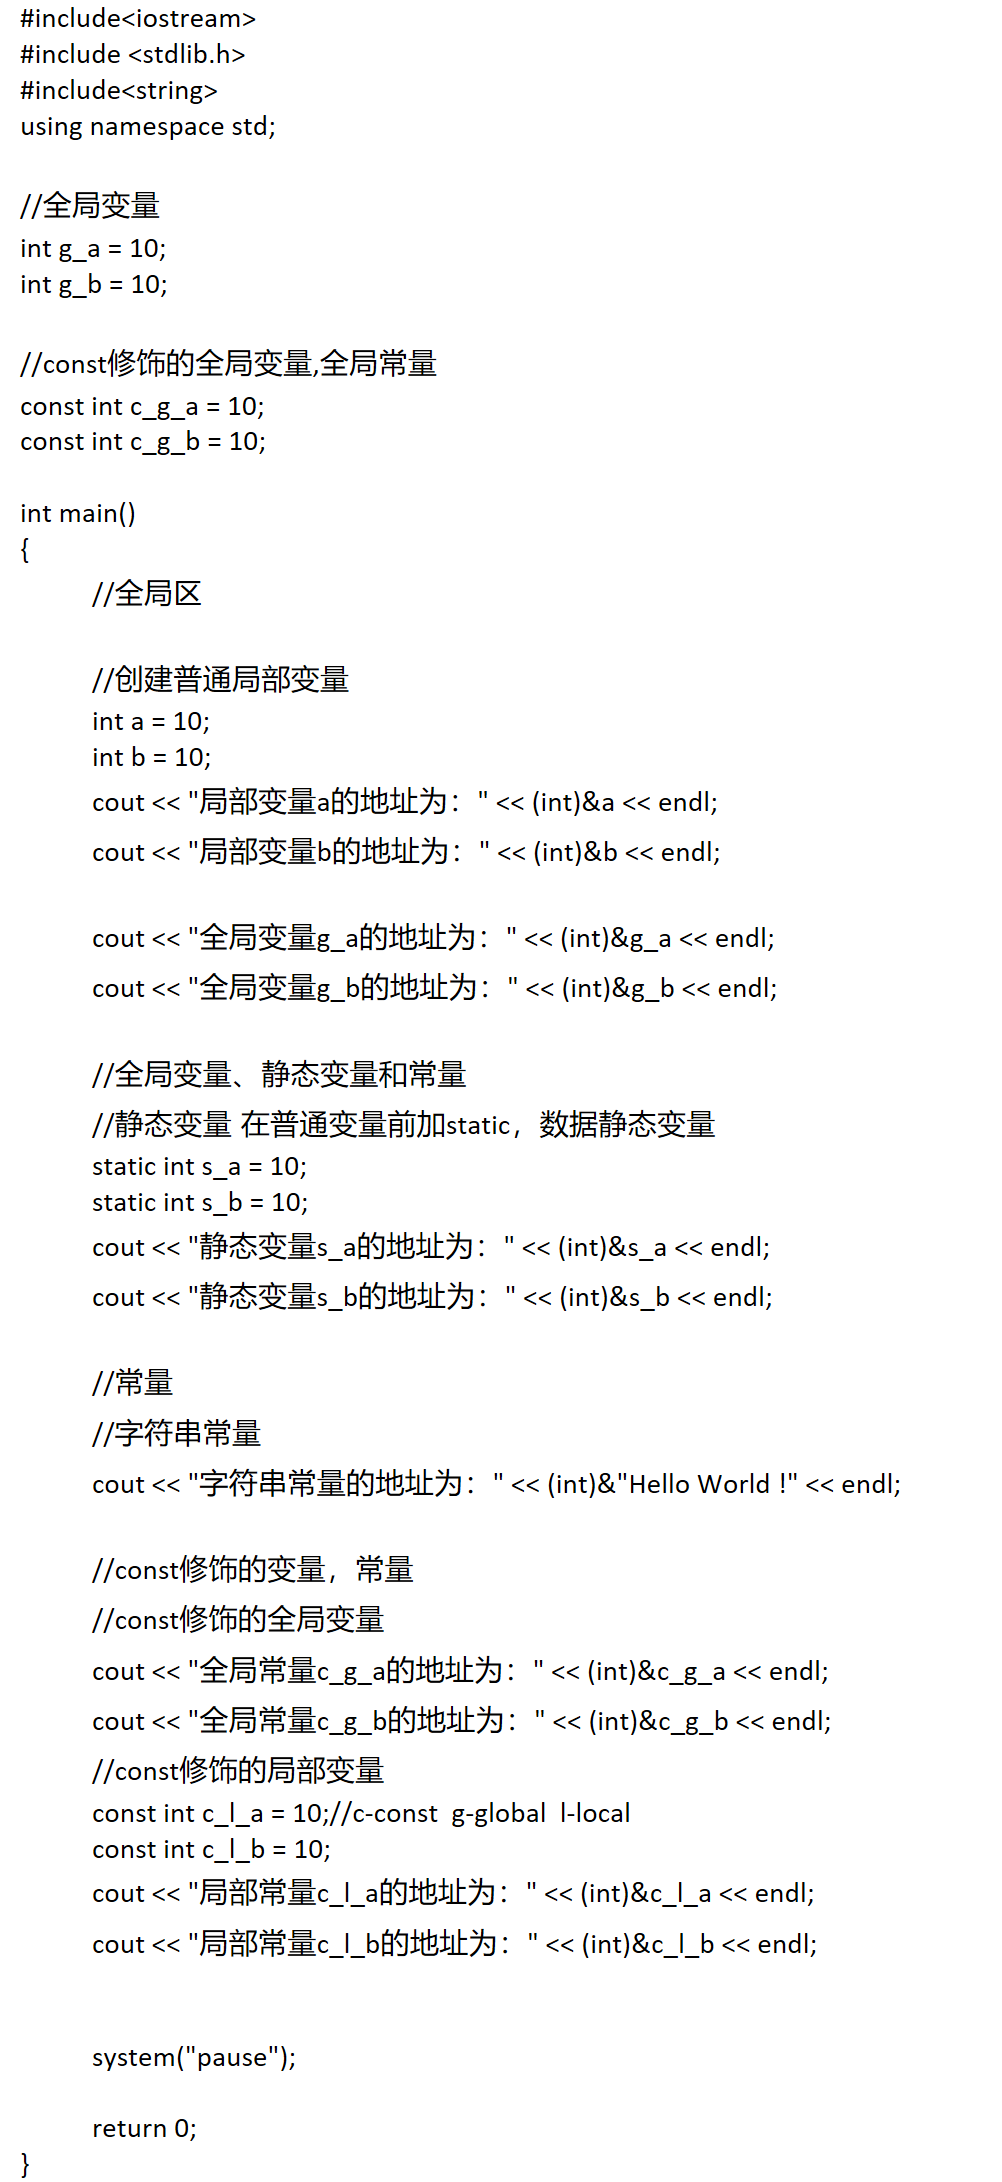 #include<iostream>
#include <stdlib.h>
#include<string>
using namespace std;
//全局变量
int g_a = 10;
int g_b = 10;
//const修饰的全局变量,全局常量
const int c_g_a = 10;
const int c_g_b = 10;
int main()
{
//全局区
//创建普通局部变量
int a = 10;
int b = 10;
cout << "局部变量a的地址为：" << (int)&a << endl;
cout << "局部变量b的地址为：" << (int)&b << endl;
cout << "全局变量g_a的地址为：" << (int)&g_a << endl;
cout << "全局变量g_b的地址为：" << (int)&g_b << endl;
//全局变量、静态变量和常量
//静态变量 在普通变量前加static，数据静态变量
static int s_a = 10;
static int s_b = 10;
cout << "静态变量s_a的地址为：" << (int)&s_a << endl;
cout << "静态变量s_b的地址为：" << (int)&s_b << endl;
//常量
//字符串常量
cout << "字符串常量的地址为：" << (int)&"Hello World !" << endl;
//const修饰的变量，常量
//const修饰的全局变量
cout << "全局常量c_g_a的地址为：" << (int)&c_g_a << endl;
cout << "全局常量c_g_b的地址为：" << (int)&c_g_b << endl;
//const修饰的局部变量
const int c_l_a = 10;//c-const  g-global  l-local
const int c_l_b = 10;
cout << "局部常量c_l_a的地址为：" << (int)&c_l_a << endl;
cout << "局部常量c_l_b的地址为：" << (int)&c_l_b << endl;
system("pause");
return 0;
}